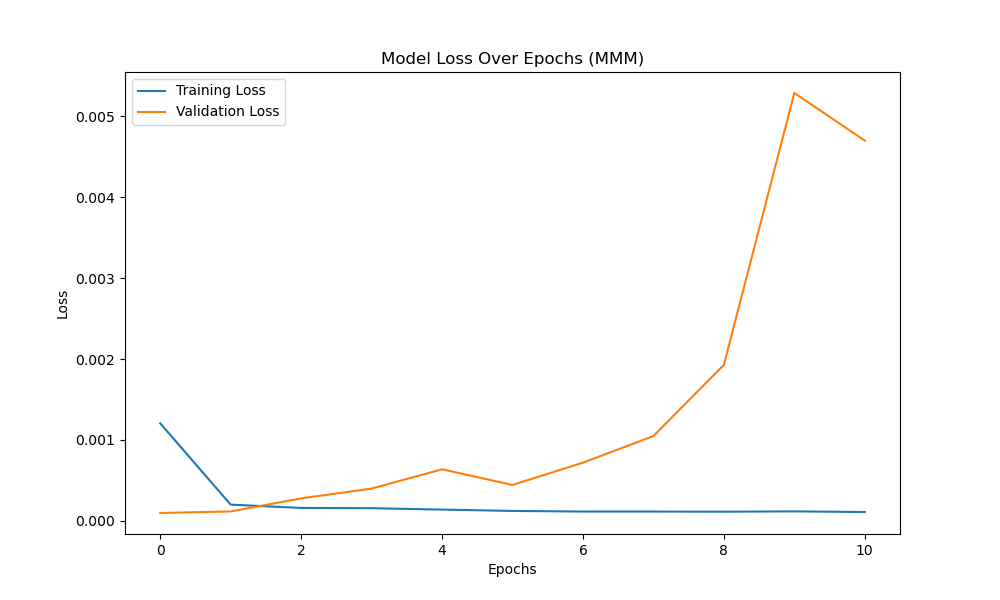 Model Loss Over Epochs (MMM)
Training Loss
Validation Loss
0.005
0.004
0.003
0.002
0.001
0.000
Loss
0 2 4 6 8 10
Epochs